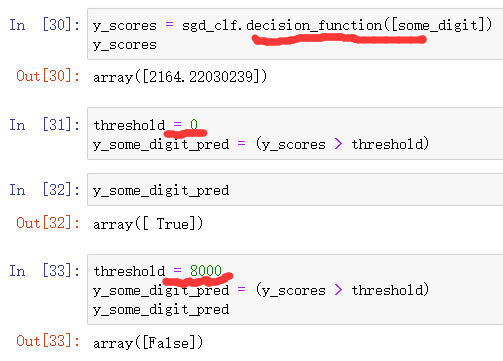 In [30]: y_scores = sgd_clf.decision_function([some_digit])
y_scores
Out[30]: array([2164.22030239])
In [31]: threshold = 0
y_some_digit_pred = (y_scores > threshold)
In [32]: y_some_digit_pred
Out[32]: array([ True])
In [33]: threshold = 8000
y_some_digit_pred = (y_scores > threshold)
y_some_digit_pred
Out[33]: array([False])